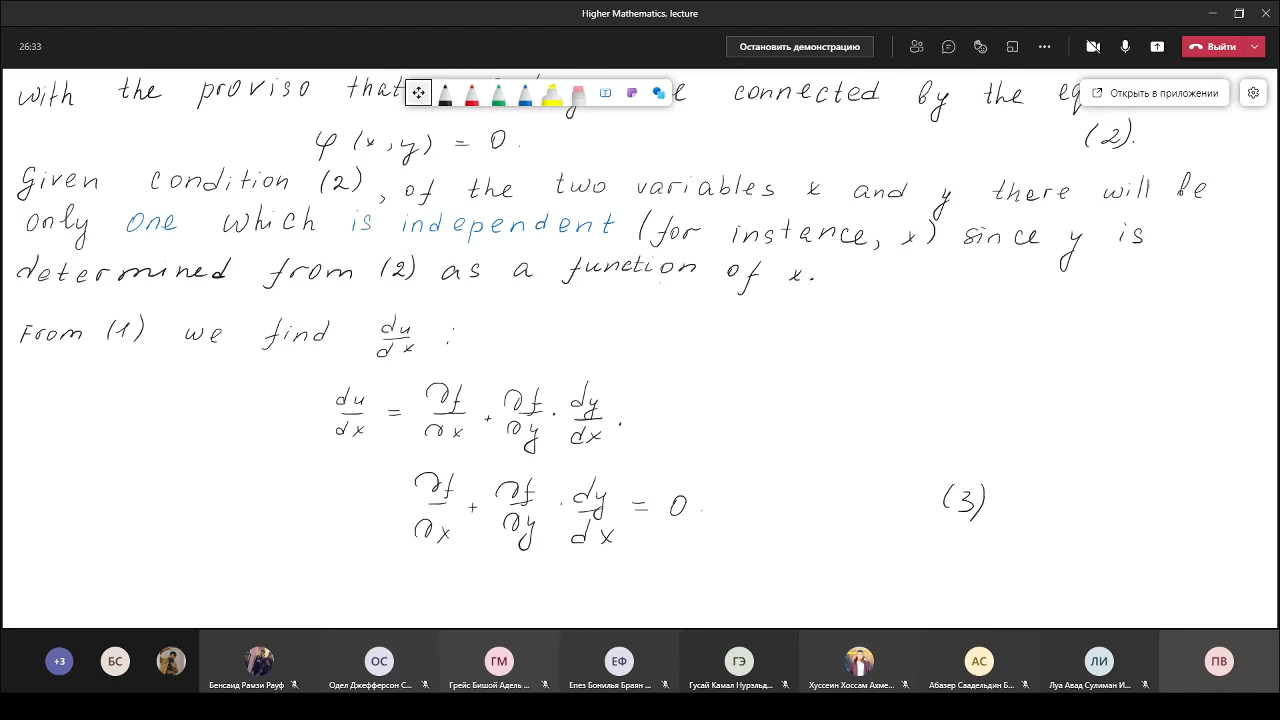 Higher Mathematics, lecture
26:33
Остановить демонстрацию
Выйти
with the proviso that connected by the
Открыть в приложении
φ (x, y) = 0. (2).
Given condition (2), of the two variables x and y there will be
only one which is independent (for instance, x) since y is
determined from (2) as a function of x.
From (1) we find du/dx :
du/dx = ∂f/∂x + ∂f/∂y · dy/dx.
∂f/∂x + ∂f/∂y · dy/dx = 0. (3)
+3 БС ОС ГМ ЕФ ГЭ АС ЛИ ПВ
Бенсаид Рамзи Рауф Одел Джефферсон С... Грейс Бишой Адель ... Епез Бонилья Браян ... Гусай Камал Нурэльд... Хуссеин Хоссам Ахме... Абазер Саадельдин Б... Луа Авад Сулиман И...